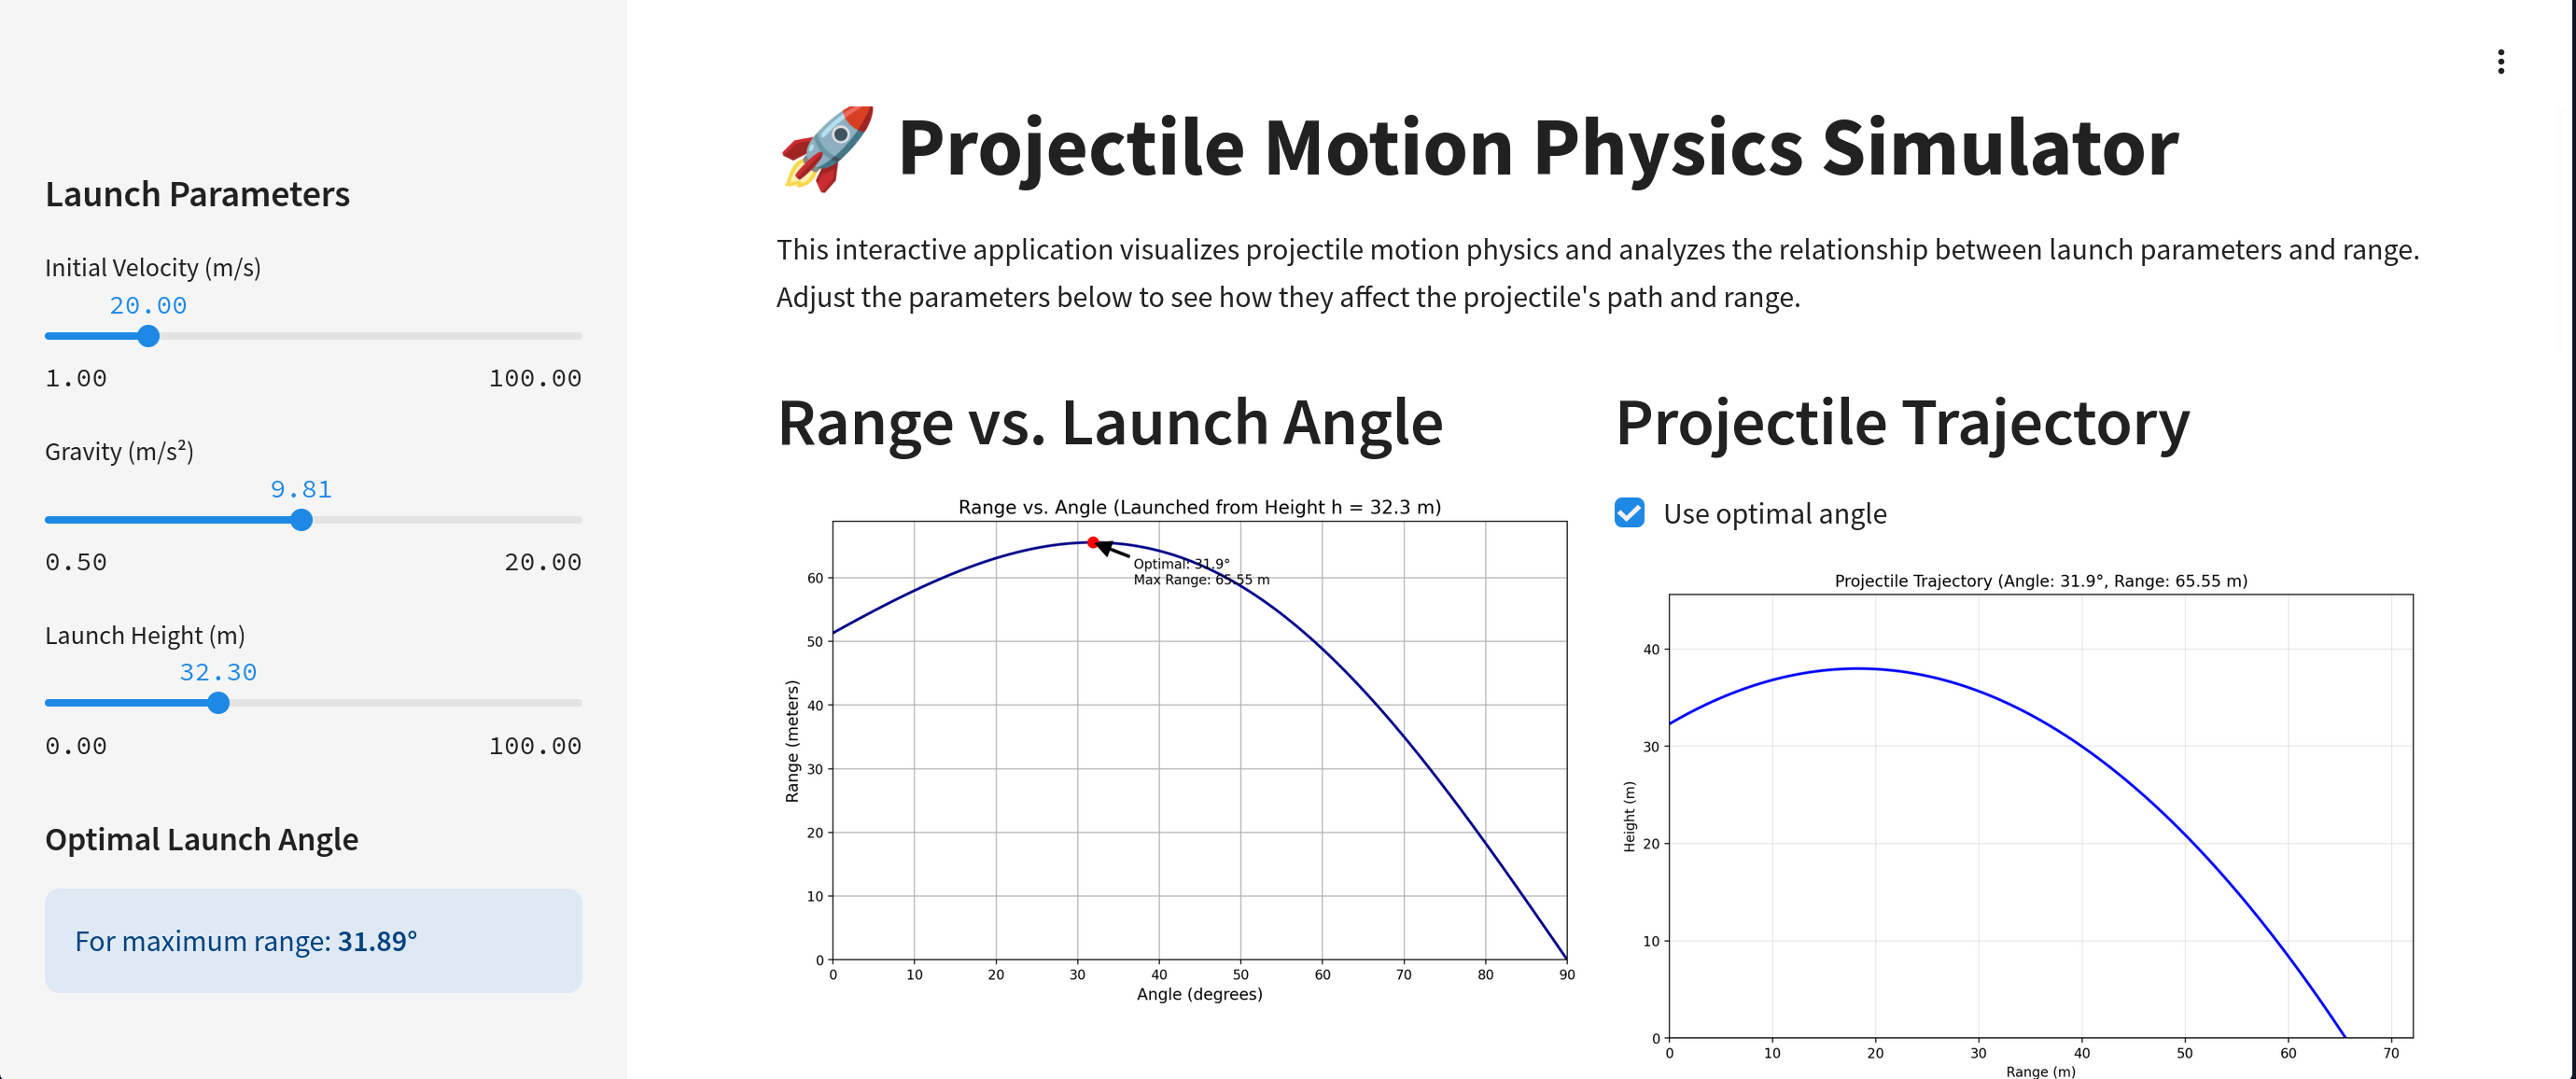 Launch Parameters
Initial Velocity (m/s)
20.00
1.00 100.00
Gravity (m/s²)
9.81
0.50 20.00
Launch Height (m)
32.30
0.00 100.00
Optimal Launch Angle
For maximum range: 31.89°
🚀 Projectile Motion Physics Simulator
This interactive application visualizes projectile motion physics and analyzes the relationship between launch parameters and range.
Adjust the parameters below to see how they affect the projectile's path and range.
Range vs. Launch Angle
Range vs. Angle (Launched from Height h = 32.3 m)
Optimal: 31.9°
Max Range: 65.55 m
Range (meters)
60
50
40
30
20
10
0
0 10 20 30 40 50 60 70 80 90
Angle (degrees)
Projectile Trajectory
Use optimal angle
Projectile Trajectory (Angle: 31.9°, Range: 65.55 m)
Height (m)
40
30
20
10
0
0 10 20 30 40 50 60 70
Range (m)